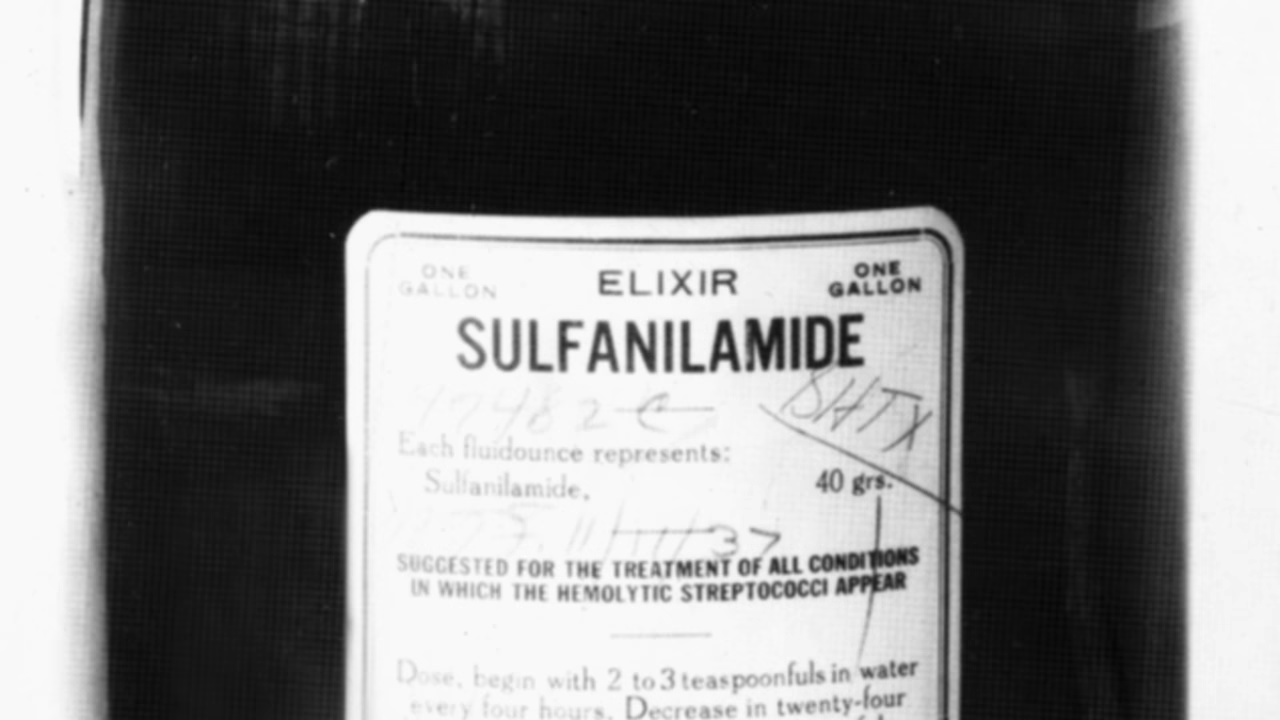 ONE GALLON ELIXIR ONE GALLON
SULFANILAMIDE
SHTX
Each fluidounce represents:
Sulfanilamide, 40 grs.
37
SUGGESTED FOR THE TREATMENT OF ALL CONDITIONS
IN WHICH THE HEMOLYTIC STREPTOCOCCI APPEAR
Dose, begin with 2 to 3 teaspoonfuls in water
every four hours. Decrease in twenty-four